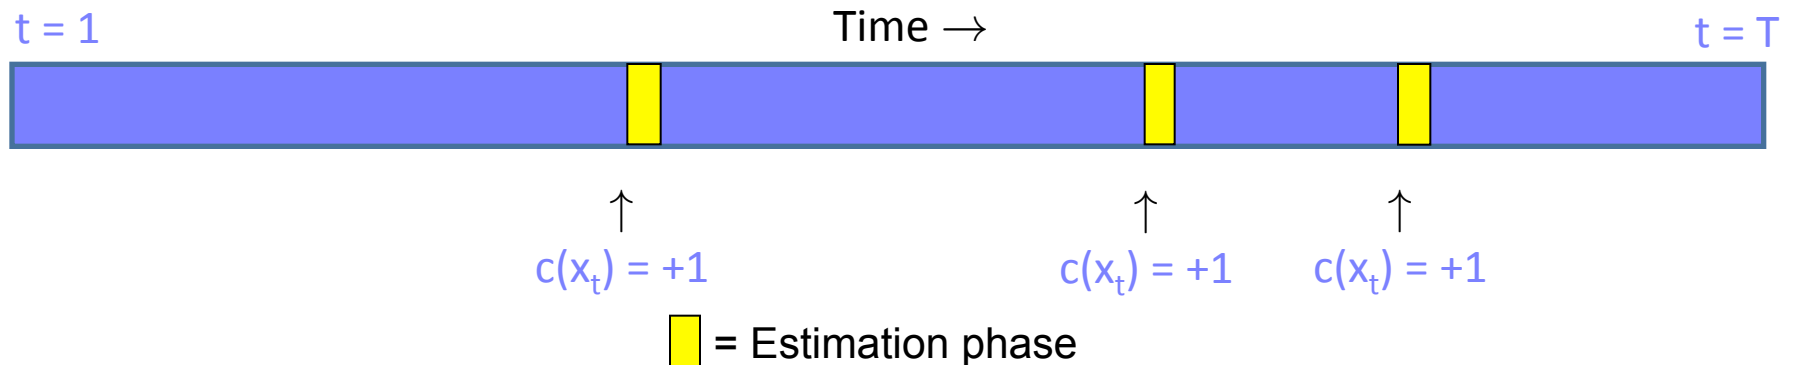 t = 1 Time → t = T
↑ ↑ ↑
c(xₜ) = +1 c(xₜ) = +1 c(xₜ) = +1
= Estimation phase